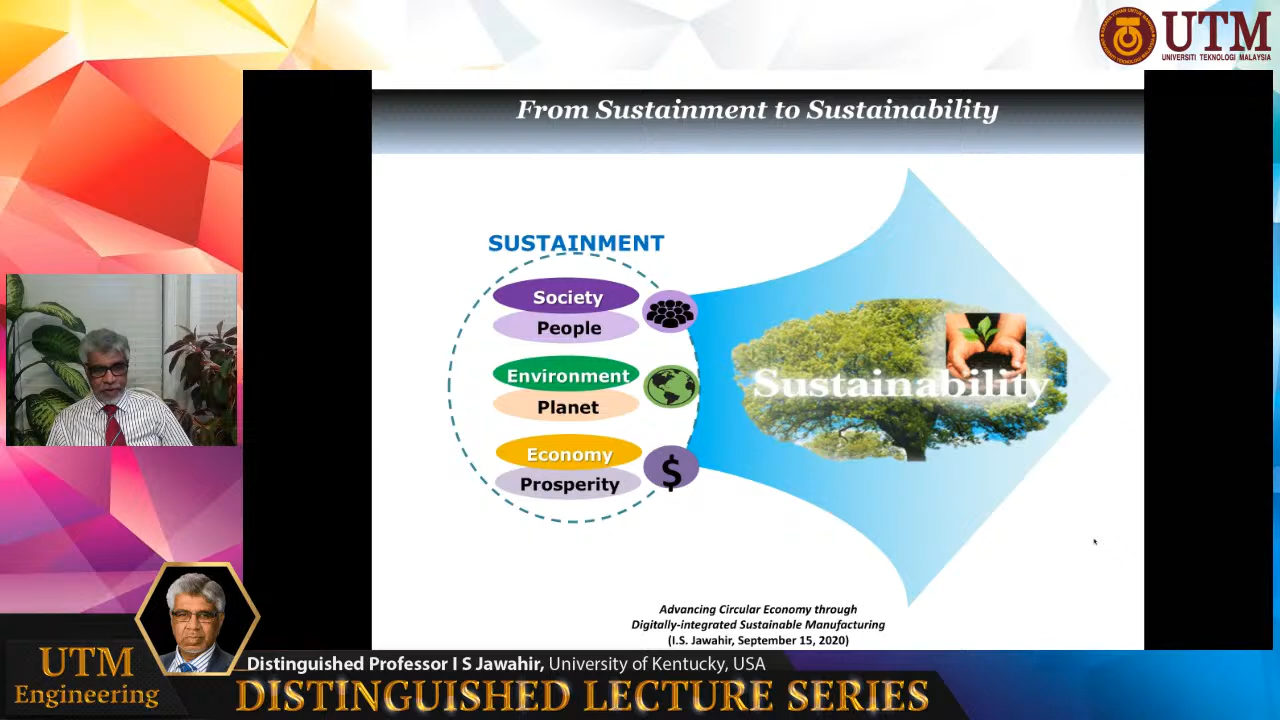 UTM
UNIVERSITI TEKNOLOGI MALAYSIA
From Sustainment to Sustainability
SUSTAINMENT
Society
People
Environment
Planet
Economy
Prosperity
$
Sustainability
Advancing Circular Economy through
Digitally-integrated Sustainable Manufacturing
(I.S. Jawahir, September 15, 2020)
UTM
Engineering
Distinguished Professor I S Jawahir, University of Kentucky, USA
DISTINGUISHED LECTURE SERIES